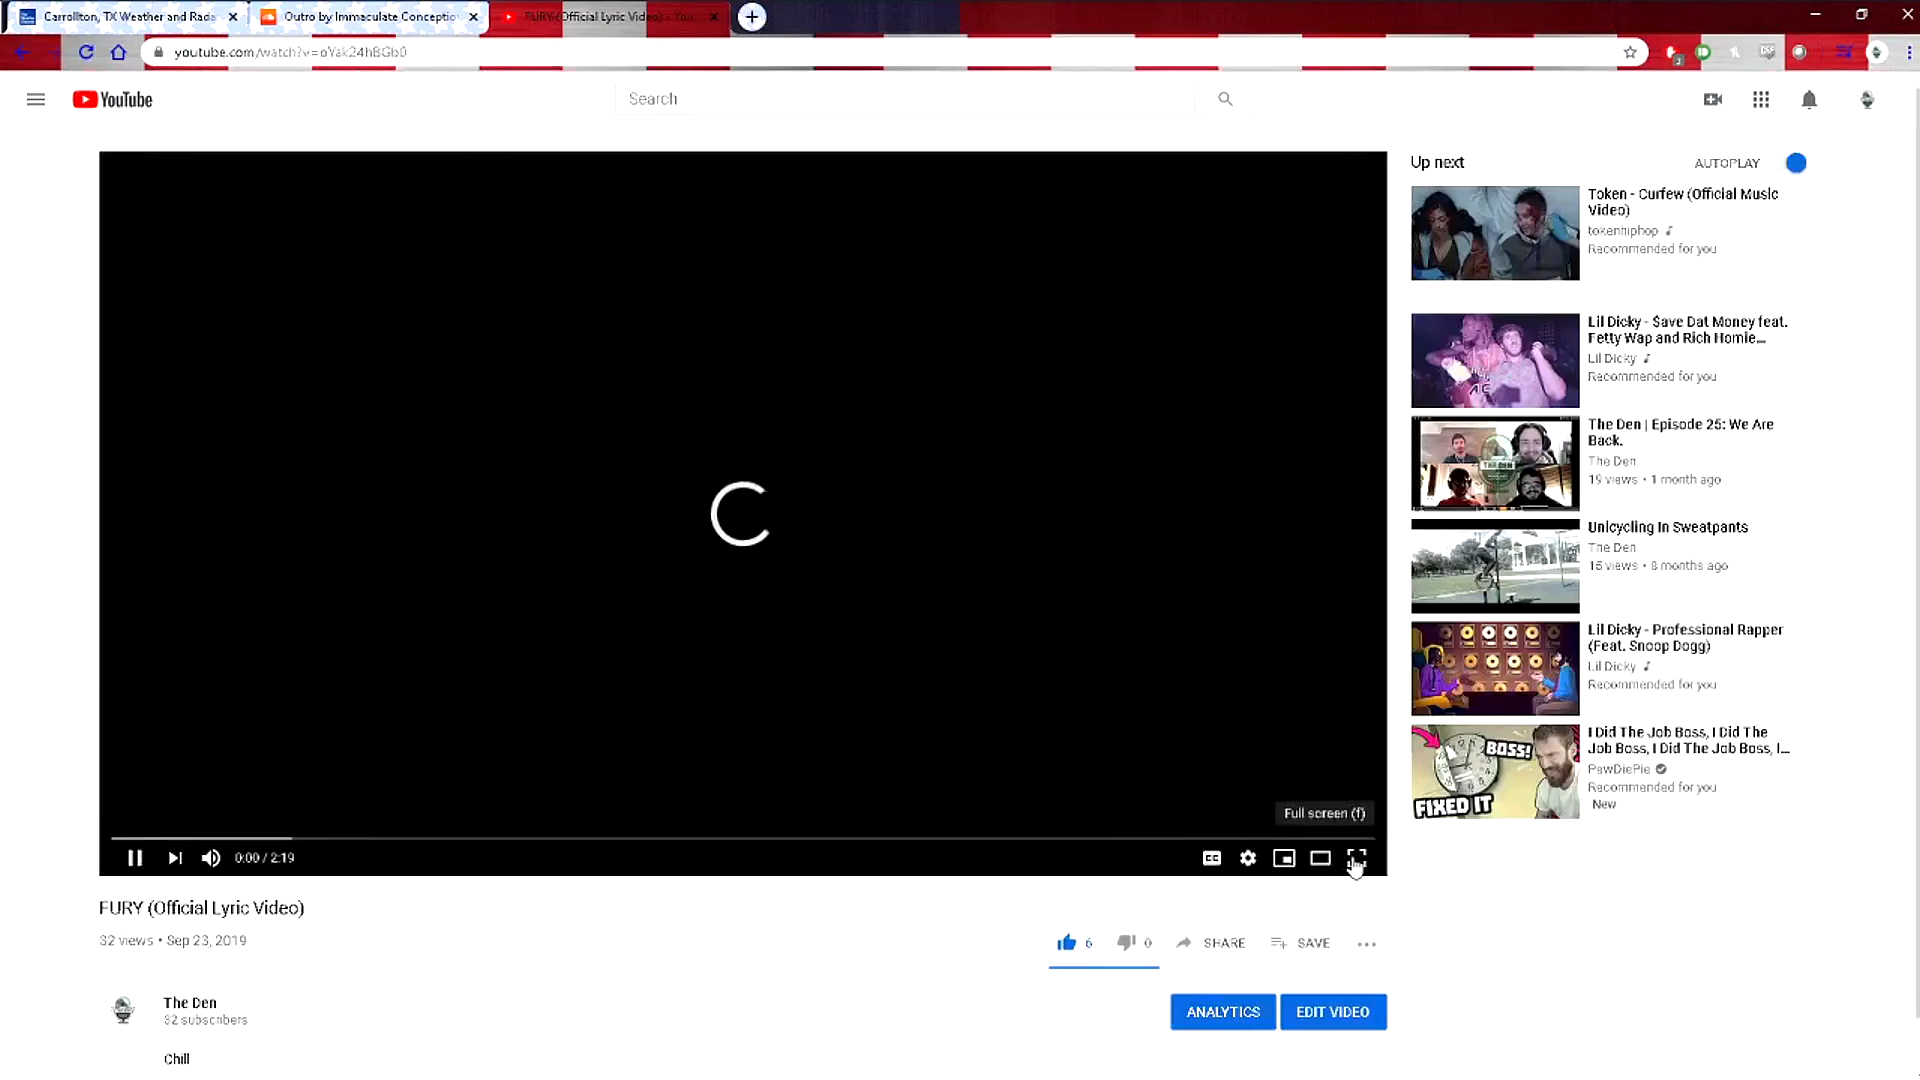 Carrollton, TX Weather and Rada
Outro by Immaculate Conceptio
FURY (Official Lyric Video) - You
youtube.com/watch?v=oYak24hBGb0
YouTube
Search
Up next
AUTOPLAY
Token - Curfew (Official Music
Video)
tokenhiphop
Recommended for you
Lil Dicky - $ave Dat Money feat.
Fetty Wap and Rich Homie...
Lil Dicky
Recommended for you
The Den | Episode 25: We Are
Back.
The Den
19 views • 1 month ago
THE DEN
Unicycling In Sweatpants
The Den
15 views • 8 months ago
Lil Dicky - Professional Rapper
(Feat. Snoop Dogg)
Lil Dicky
Recommended for you
BOSS!
FIXED IT
I Did The Job Boss, I Did The
Job Boss, I Did The Job Boss, I...
PewDiePie
Recommended for you
New
Full screen (f)
0:00 / 2:19
CC
FURY (Official Lyric Video)
32 views • Sep 23, 2019
6
0
SHARE
SAVE
The Den
32 subscribers
ANALYTICS
EDIT VIDEO
Chill